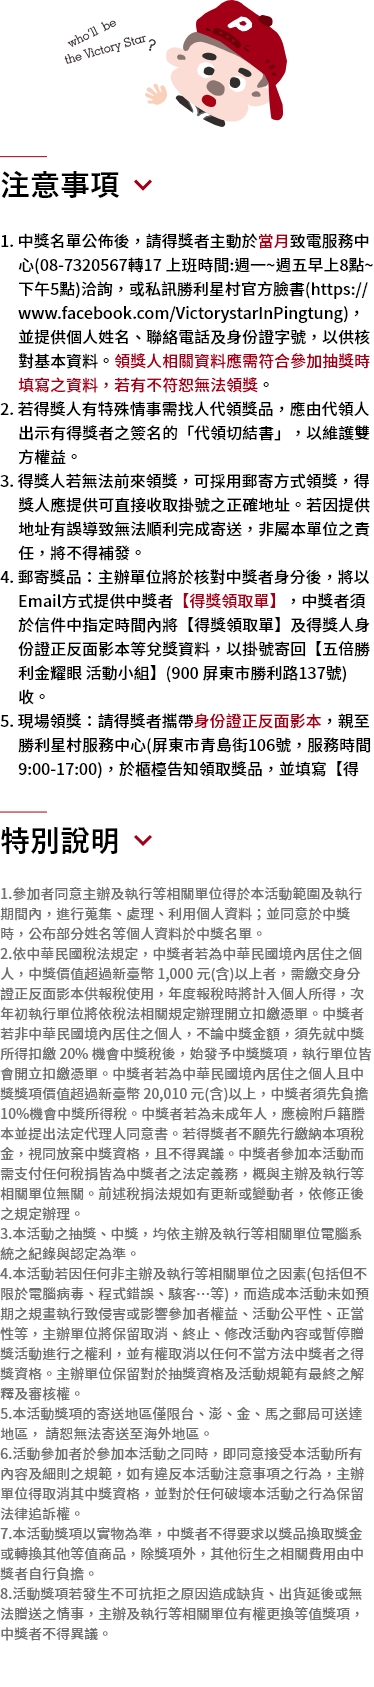 who'll be
the Victory Star?
P
注意事項
1. 中獎名單公佈後，請得獎者主動於當月致電服務中
心(08-7320567轉17 上班時間:週一~週五早上8點~
下午5點)洽詢，或私訊勝利星村官方臉書(https://
www.facebook.com/VictorystarInPingtung)，
並提供個人姓名、聯絡電話及身份證字號，以供核
對基本資料。領獎人相關資料應需符合參加抽獎時
填寫之資料，若有不符恕無法領獎。
2. 若得獎人有特殊情事需找人代領獎品，應由代領人
出示有得獎者之簽名的「代領切結書」，以維護雙
方權益。
3. 得獎人若無法前來領獎，可採用郵寄方式領獎，得
獎人應提供可直接收取掛號之正確地址。若因提供
地址有誤導致無法順利完成寄送，非屬本單位之責
任，將不得補發。
4. 郵寄獎品：主辦單位將於核對中獎者身分後，將以
Email方式提供中獎者【得獎領取單】，中獎者須
於信件中指定時間內將【得獎領取單】及得獎人身
份證正反面影本等兌獎資料，以掛號寄回【五倍勝
利金耀眼 活動小組】(900 屏東市勝利路137號)
收。
5. 現場領獎：請得獎者攜帶身份證正反面影本，親至
勝利星村服務中心(屏東市青島街106號，服務時間
9:00-17:00)，於櫃檯告知領取獎品，並填寫【得
特別說明
1.參加者同意主辦及執行等相關單位得於本活動範圍及執行
期間內，進行蒐集、處理、利用個人資料；並同意於中獎
時，公布部分姓名等個人資料於中獎名單。
2.依中華民國稅法規定，中獎者若為中華民國境內居住之個
人，中獎價值超過新臺幣 1,000 元(含)以上者，需繳交身分
證正反面影本供報稅使用，年度報稅時將計入個人所得，次
年初執行單位將依稅法相關規定辦理開立扣繳憑單。中獎者
若非中華民國境內居住之個人，不論中獎金額，須先就中獎
所得扣繳 20% 機會中獎稅後，始發予中獎獎項，執行單位皆
會開立扣繳憑單。中獎者若為中華民國境內居住之個人且中
獎獎項價值超過新臺幣 20,010 元(含)以上，中獎者須先負擔
10%機會中獎所得稅。中獎者若為未成年人，應檢附戶籍謄
本並提出法定代理人同意書。若得獎者不願先行繳納本項稅
金，視同放棄中獎資格，且不得異議。中獎者參加本活動而
需支付任何稅捐皆為中獎者之法定義務，概與主辦及執行等
相關單位無關。前述稅捐法規如有更新或變動者，依修正後
之規定辦理。
3.本活動之抽獎、中獎，均依主辦及執行等相關單位電腦系
統之紀錄與認定為準。
4.本活動若因任何非主辦及執行等相關單位之因素(包括但不
限於電腦病毒、程式錯誤、駭客…等)，而造成本活動未如預
期之規畫執行致侵害或影響參加者權益、活動公平性、正當
性等，主辦單位將保留取消、終止、修改活動內容或暫停贈
獎活動進行之權利，並有權取消以任何不當方法中獎者之得
獎資格。主辦單位保留對於抽獎資格及活動規範有最終之解
釋及審核權。
5.本活動獎項的寄送地區僅限台、澎、金、馬之郵局可送達
地區， 請恕無法寄送至海外地區。
6.活動參加者於參加本活動之同時，即同意接受本活動所有
內容及細則之規範，如有違反本活動注意事項之行為，主辦
單位得取消其中獎資格，並對於任何破壞本活動之行為保留
法律追訴權。
7.本活動獎項以實物為準，中獎者不得要求以獎品換取獎金
或轉換其他等值商品，除獎項外，其他衍生之相關費用由中
獎者自行負擔。
8.活動獎項若發生不可抗拒之原因造成缺貨、出貨延後或無
法贈送之情事，主辦及執行等相關單位有權更換等值獎項，
中獎者不得異議。